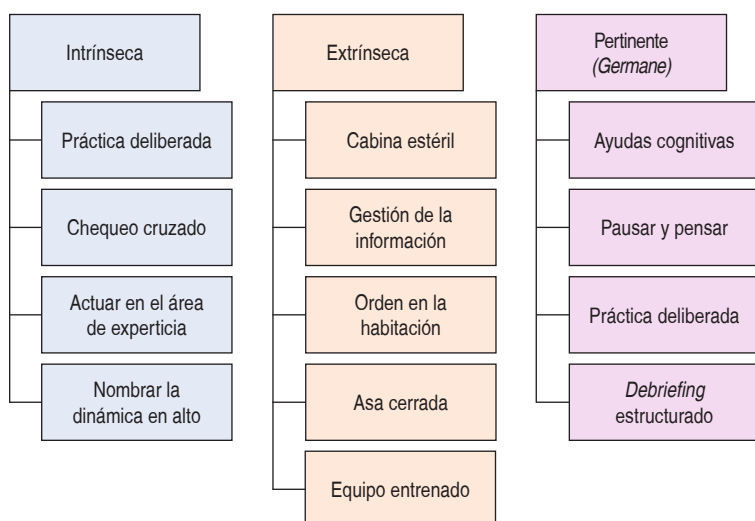 Intrínseca
Práctica deliberada
Chequeo cruzado
Actuar en el área
de experticia
Nombrar la
dinámica en alto
Extrínseca
Cabina estéril
Gestión de la
información
Orden en la
habitación
Asa cerrada
Equipo entrenado
Pertinente
(Germane)
Ayudas cognitivas
Pausar y pensar
Práctica deliberada
Debriefing
estructurado